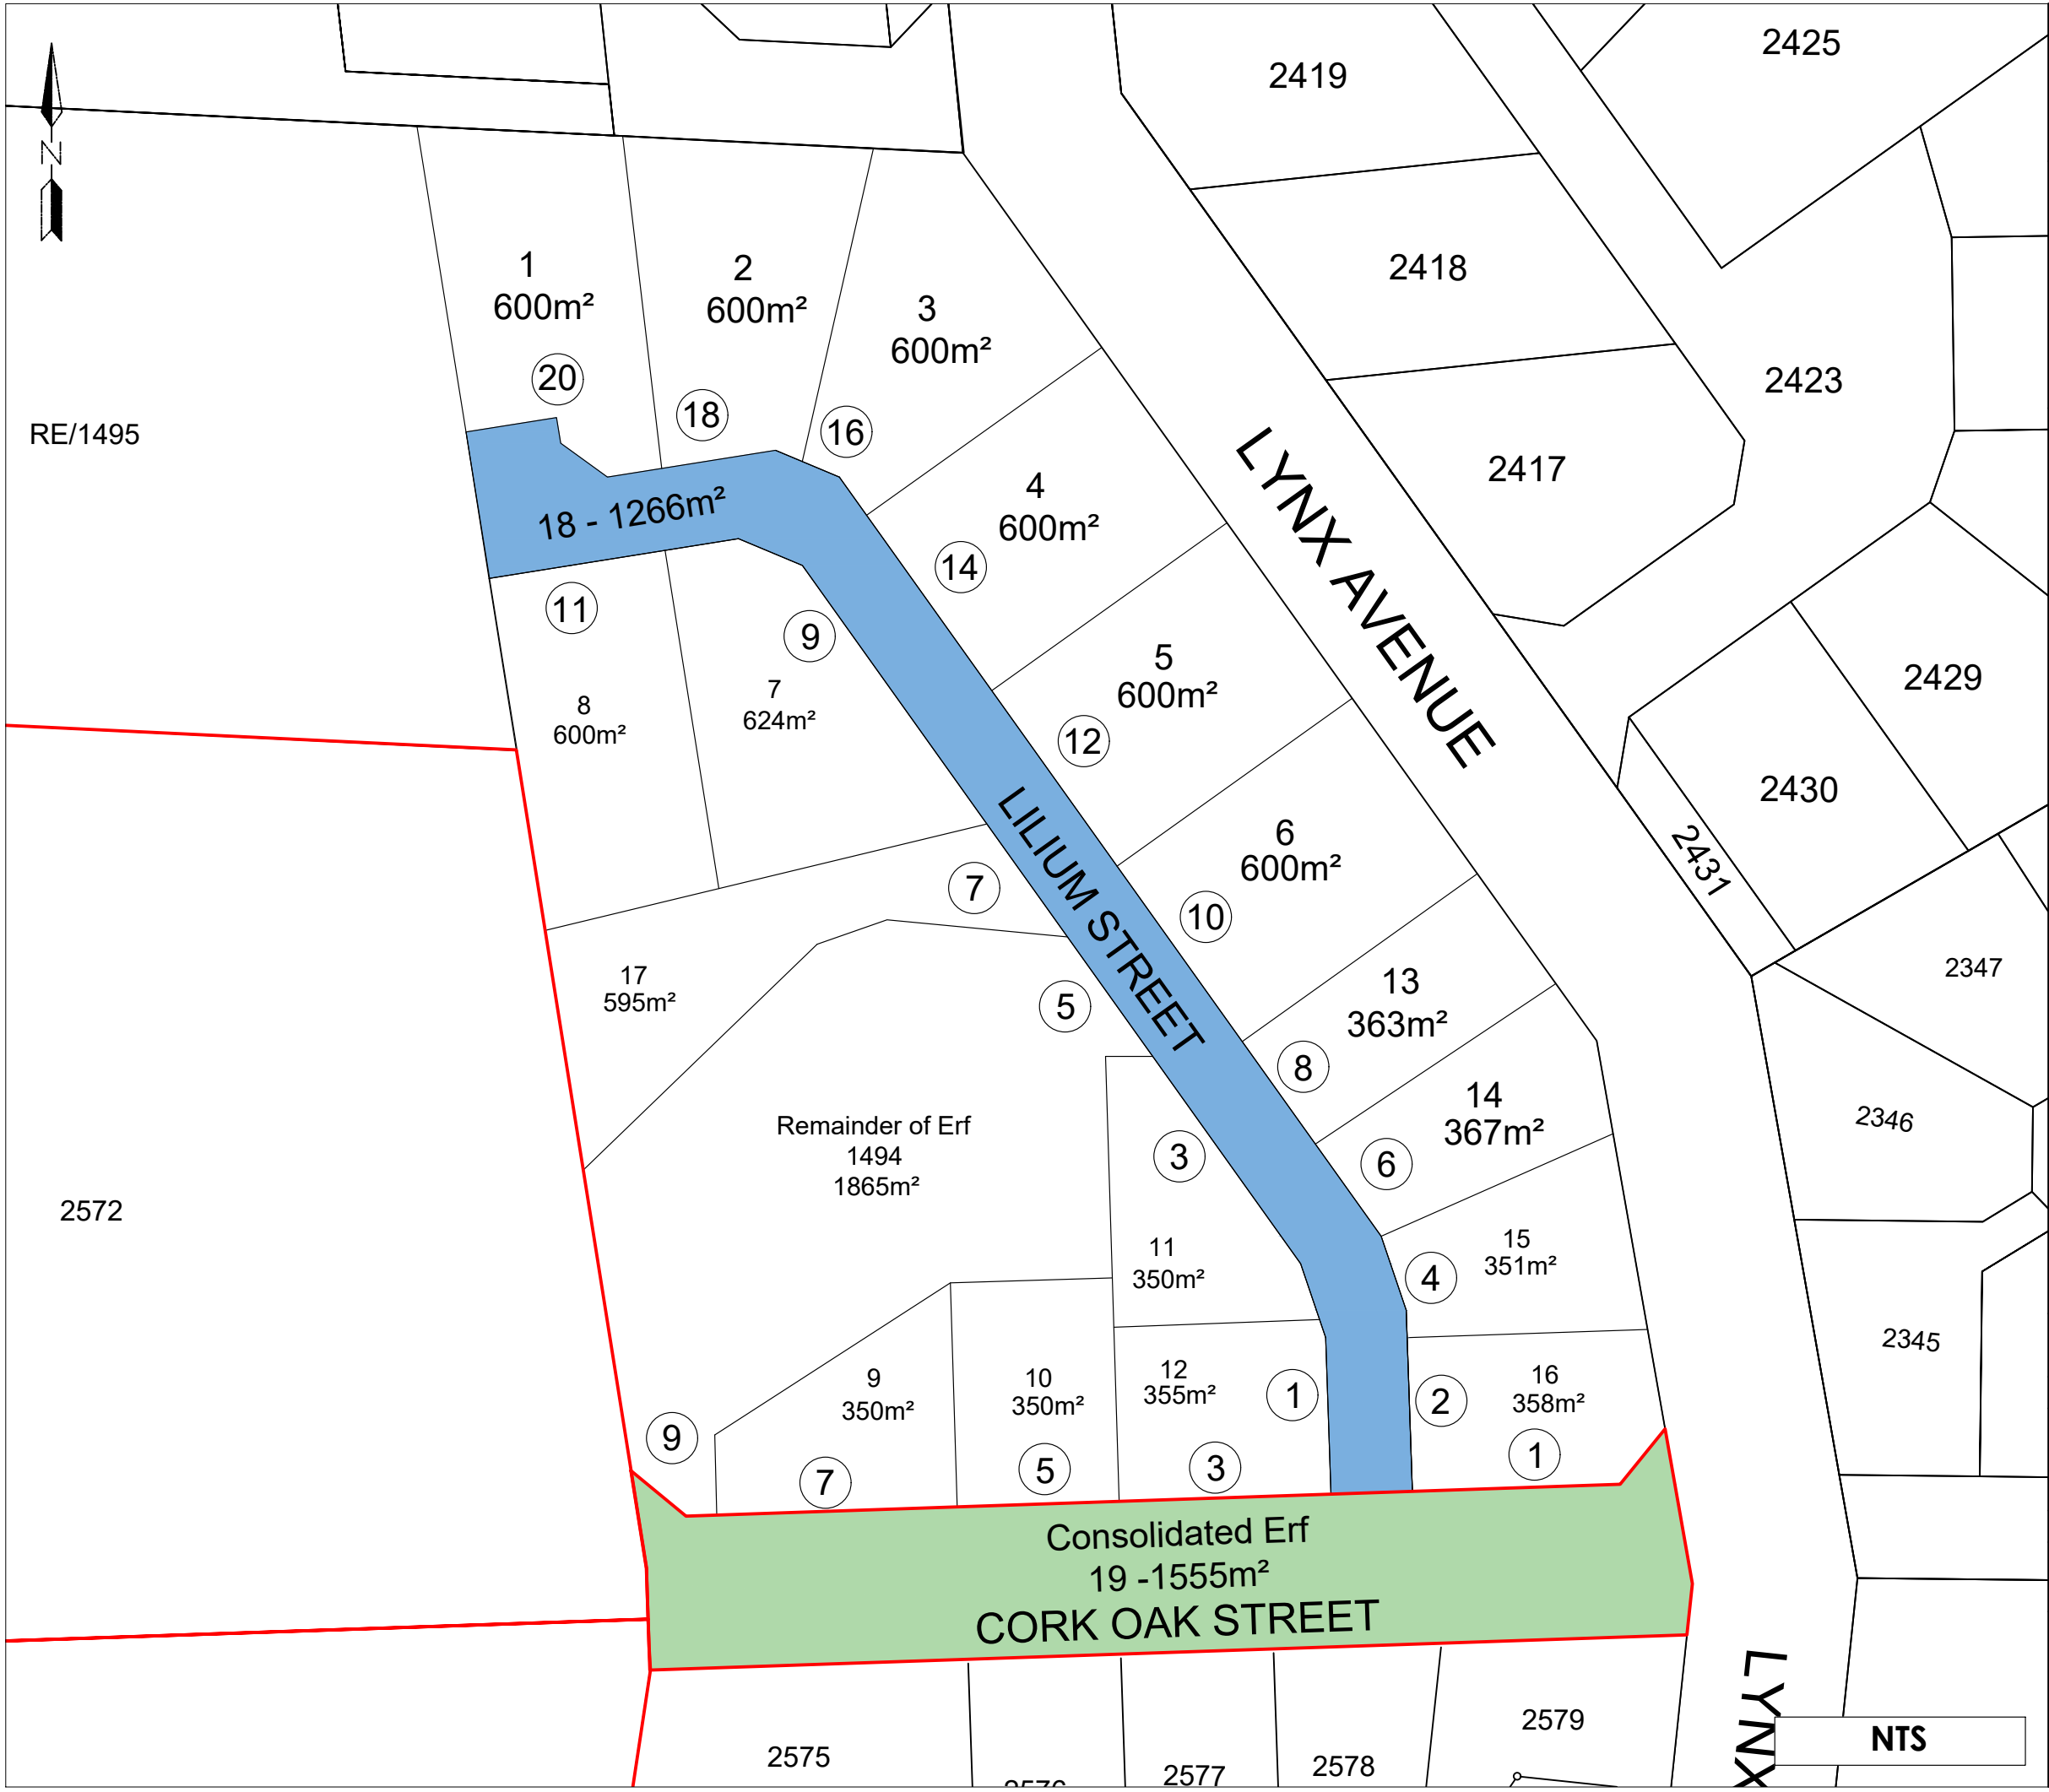 2425
2419
N
2418
2423
2417
RE/1495
1
600m²
2
600m²
3
600m²
20
18
16
18 - 1266m²
4
600m²
14
LYNX AVENUE
11
9
5
600m²
12
8
600m²
7
624m²
2429
2430
2431
LILIUM STREET
6
600m²
10
7
17
595m²
5
13
363m²
8
2347
14
367m²
6
2346
Remainder of Erf
1494
1865m²
3
2572
11
350m²
15
351m²
4
2345
9
350m²
10
350m²
12
355m²
1
2
16
358m²
9
7
5
3
1
Consolidated Erf
19 -1555m²
CORK OAK STREET
LYNX
2575
2577
2578
2579
NTS